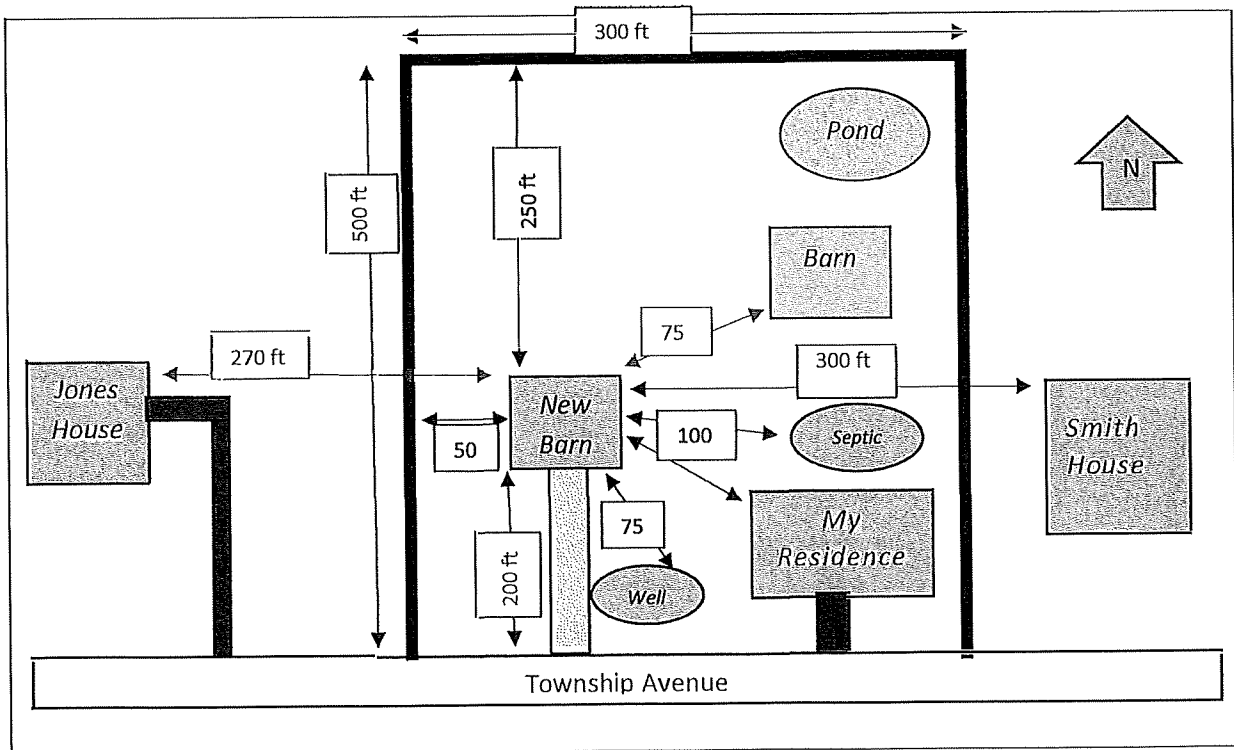 300 ft
Pond
N
500 ft
250 ft
Barn
75
270 ft
300 ft
Jones
House
New
Barn
50
100
Septic
Smith
House
200 ft
75
My
Residence
Well
Township Avenue